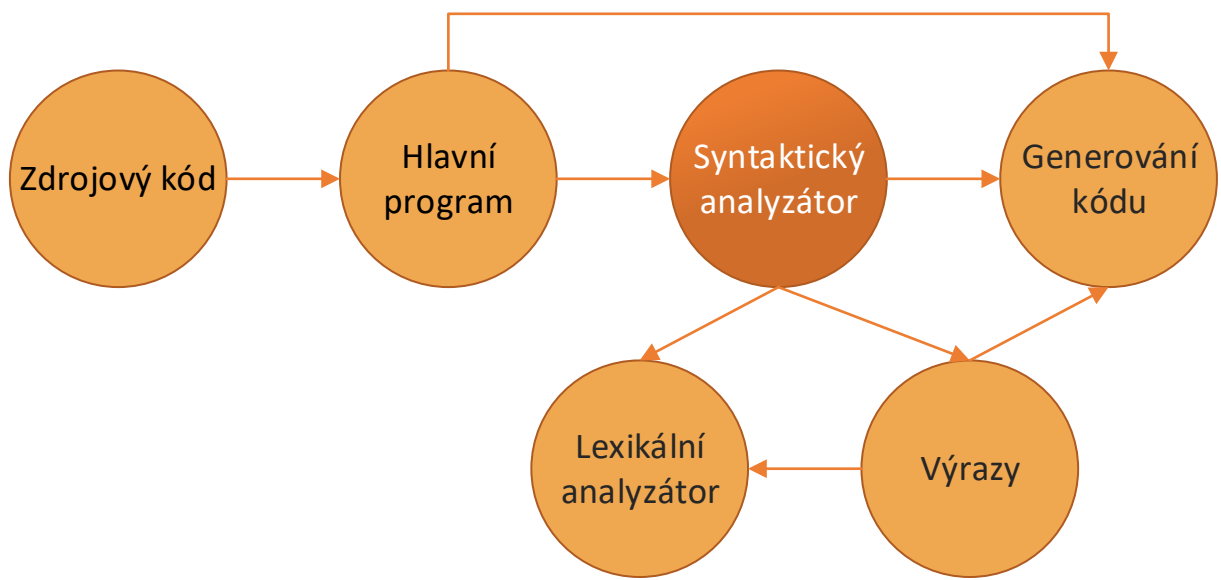 Zdrojový kód
Hlavní
program
Syntaktický
analyzátor
Generování
kódu
Lexikální
analyzátor
Výrazy